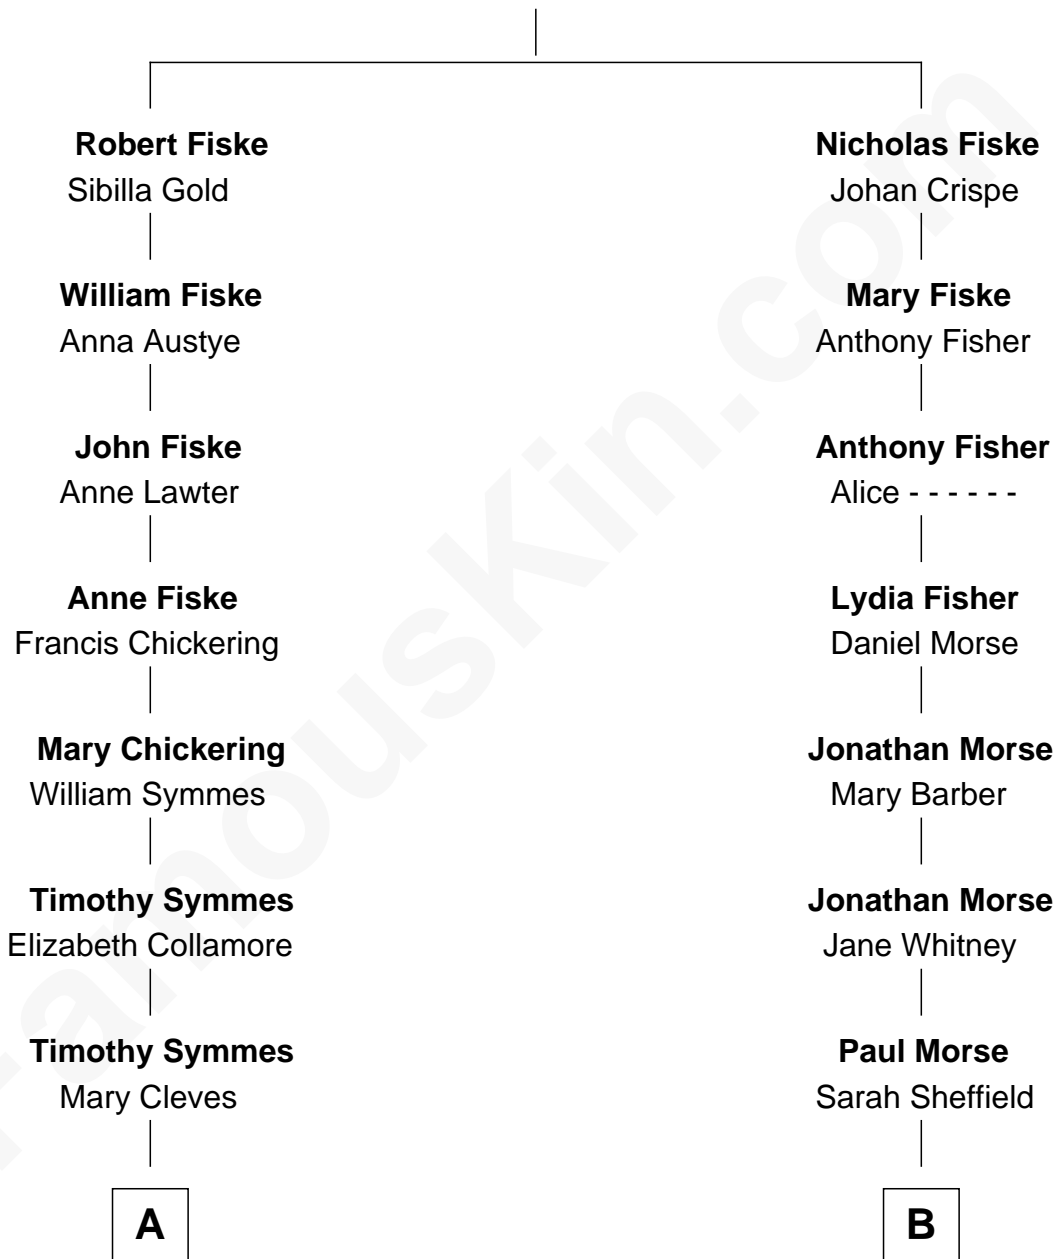 Robert Fiske
Sibilla Gold
William Fiske
Anna Austye
John Fiske
Anne Lawter
Anne Fiske
Francis Chickering
Mary Chickering
William Symmes
Timothy Symmes
Elizabeth Collamore
Timothy Symmes
Mary Cleves
A
Nicholas Fiske
Johan Crispe
Mary Fiske
Anthony Fisher
Anthony Fisher
Alice - - - - - -
Lydia Fisher
Daniel Morse
Jonathan Morse
Mary Barber
Jonathan Morse
Jane Whitney
Paul Morse
Sarah Sheffield
B
FamousKin.com